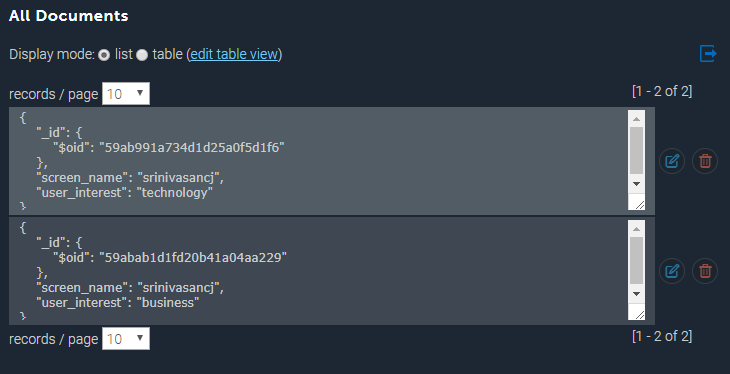 All Documents
Display mode: list table (edit table view)
records / page 10 [1 - 2 of 2]
{
"_id": {
"$oid": "59ab991a734d1d25a0f5d1f6"
},
"screen_name": "srinivasancj",
"user_interest": "technology"
}
{
"_id": {
"$oid": "59abab1d1fd20b41a04aa229"
},
"screen_name": "srinivasancj",
"user_interest": "business"
}
records / page 10 [1 - 2 of 2]